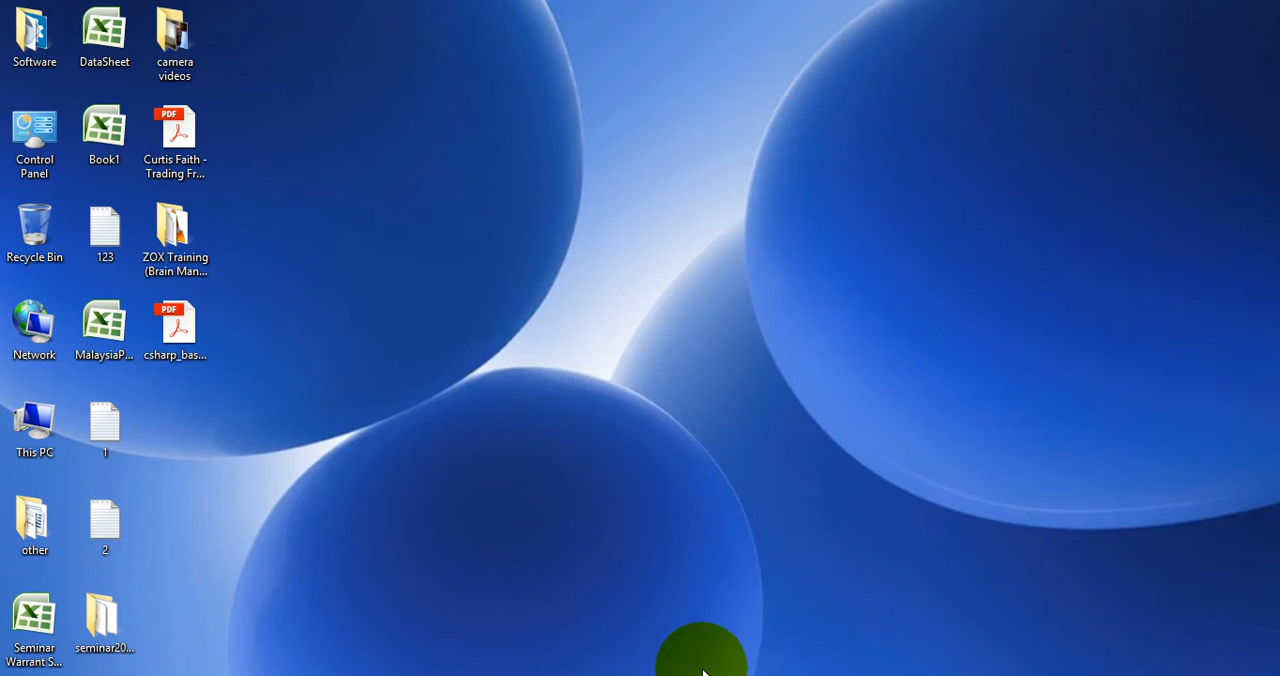 Software
DataSheet
camera
videos
Control
Panel
Book1
PDF
Curtis Faith -
Trading Fr...
Recycle Bin
123
ZOX Training
(Brain Man...
Network
MalaysiaP...
PDF
csharp_bas...
This PC
1
other
2
Seminar
Warrant S...
seminar20...